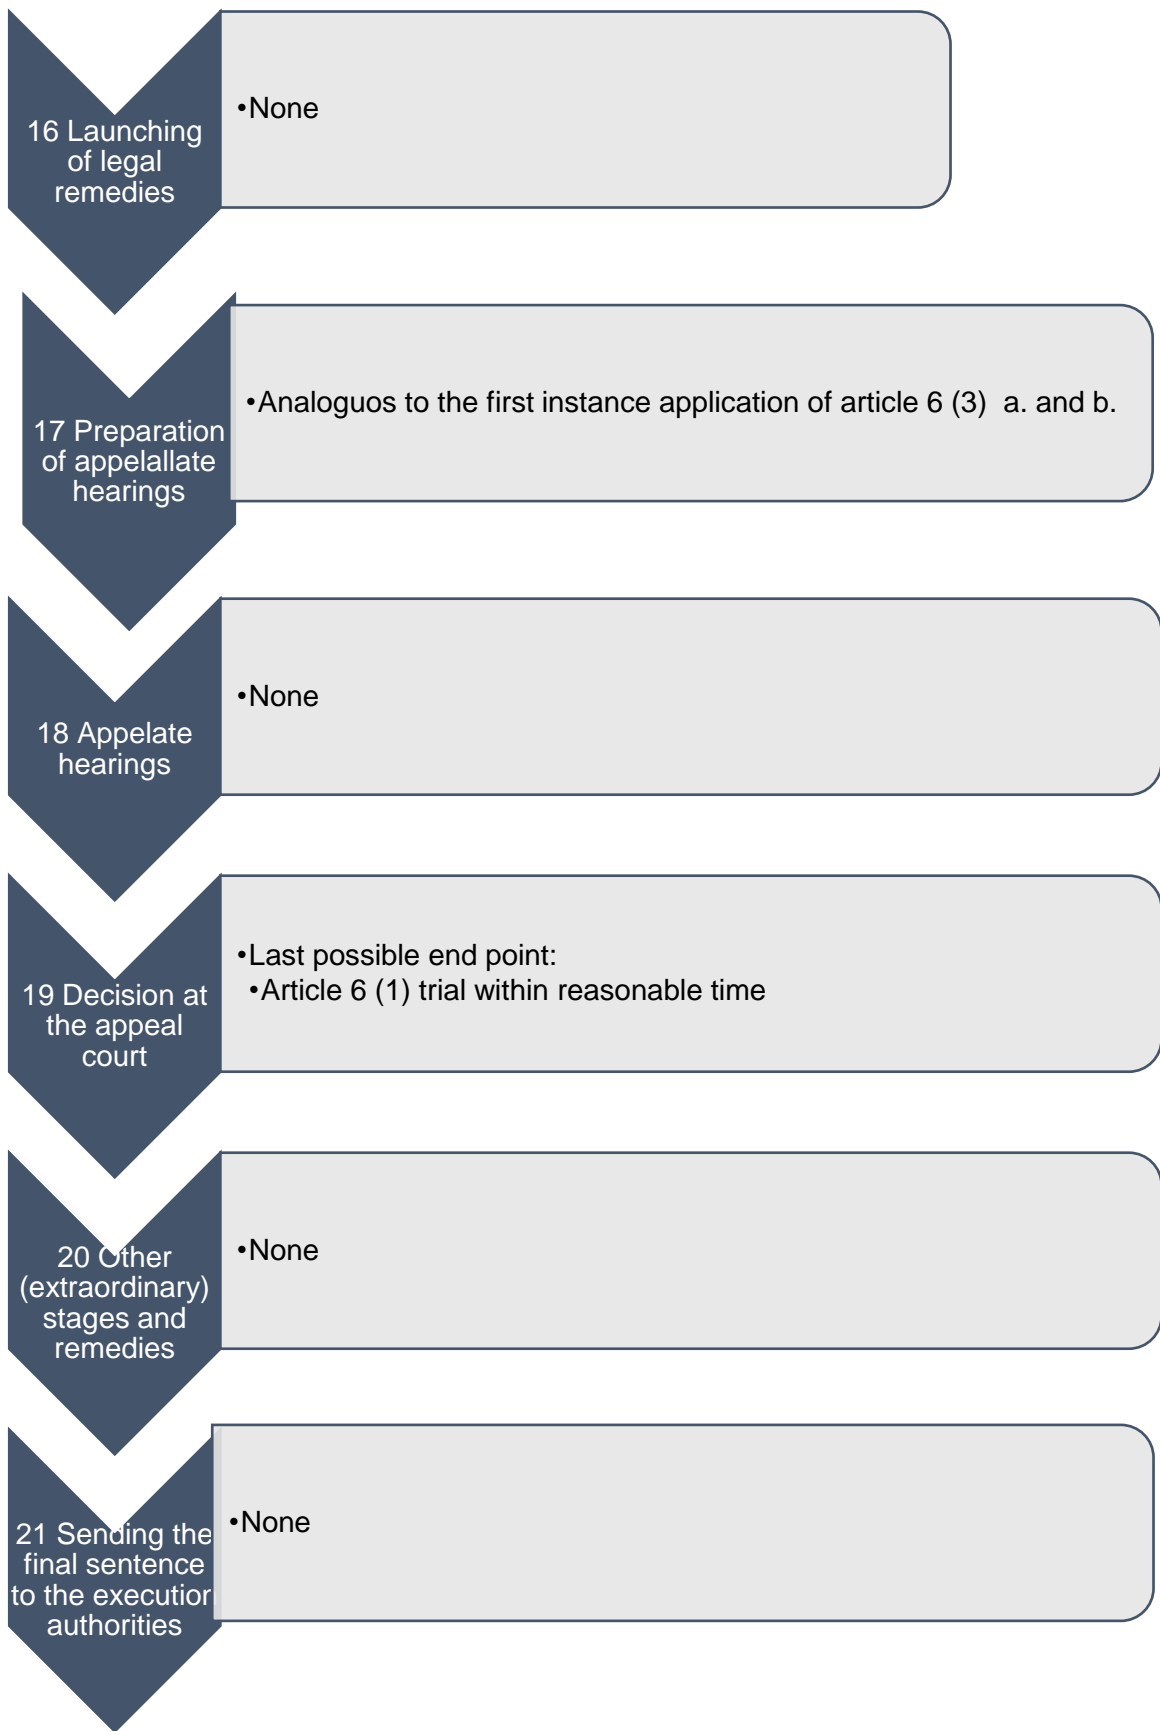 16 Launching
of legal
remedies
•None
17 Preparation
of appelallate
hearings
•Analoguos to the first instance application of article 6 (3)  a. and b.
18 Appelate
hearings
•None
19 Decision at
the appeal
court
•Last possible end point:
•Article 6 (1) trial within reasonable time
20 Other
(extraordinary)
stages and
remedies
•None
21 Sending the
final sentence
to the execution
authorities
•None